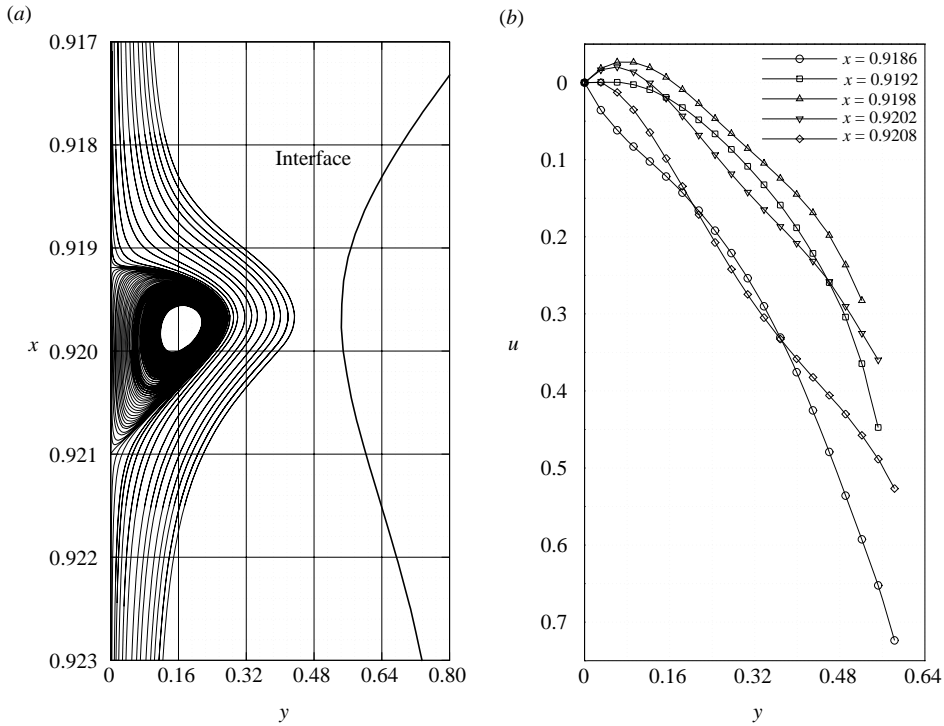 (a)
0.917
0.918
0.919
x
0.920
0.921
0.922
0.923
Interface
0 0.16 0.32 0.48 0.64 0.80
y
(b)
x = 0.9186
x = 0.9192
x = 0.9198
x = 0.9202
x = 0.9208
0
0.1
0.2
0.3
u
0.4
0.5
0.6
0.7
0 0.16 0.32 0.48 0.64
y